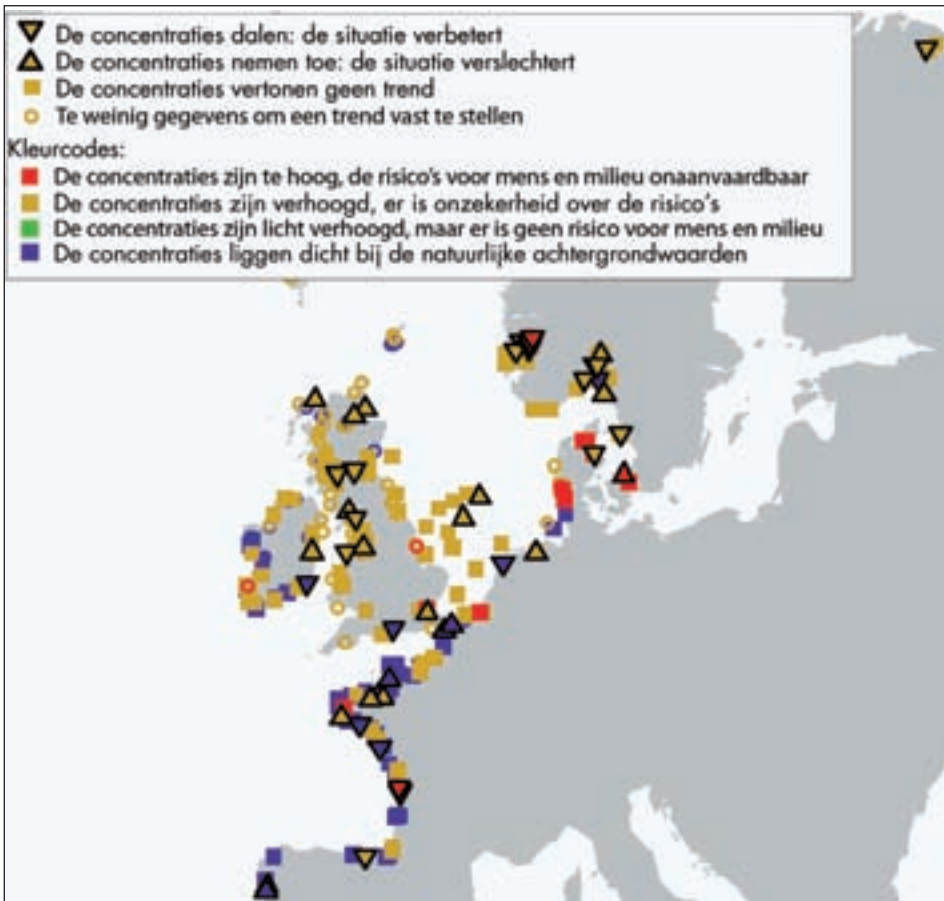 De concentraties dalen: de situatie verbetert
De concentraties nemen toe: de situatie verslechtert
De concentraties vertonen geen trend
Te weinig gegevens om een trend vast te stellen
Kleurcodes:
De concentraties zijn te hoog, de risico's voor mens en milieu onaanvaardbaar
De concentraties zijn verhoogd, er is onzekerheid over de risico's
De concentraties zijn licht verhoogd, maar er is geen risico voor mens en milieu
De concentraties liggen dicht bij de natuurlijke achtergrondwaarden